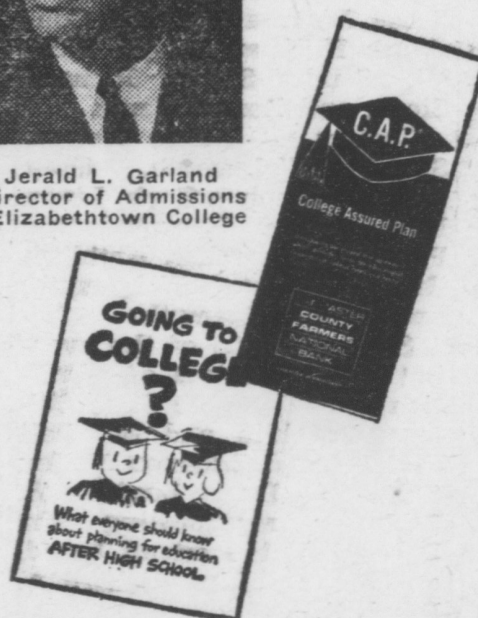 Jerald L. Garland
irector of Admissions
Elizabethtown College
C.A.P.
College Assured Plan
COUNTY
FARMERS
NATIONAL
BANK
GOING TO
COLLEGE
?
What everyone should know
about planning for education
AFTER HIGH SCHOOL